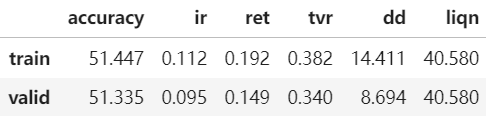 accuracy ir ret tvr dd liqn
train 51.447 0.112 0.192 0.382 14.411 40.580
valid 51.335 0.095 0.149 0.340 8.694 40.580